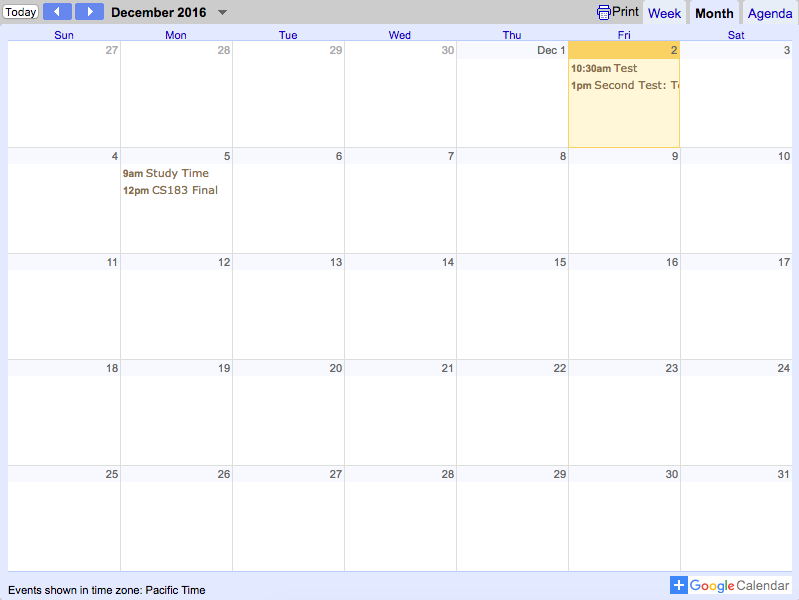 Today December 2016 Print Week Month Agenda
Sun Mon Tue Wed Thu Fri Sat
27 28 29 30 Dec 1 2 3
10:30am Test
1pm Second Test:
4 5 6 7 8 9 10
9am Study Time
12pm CS183 Final
11 12 13 14 15 16 17
18 19 20 21 22 23 24
25 26 27 28 29 30 31
Events shown in time zone: Pacific Time
Google Calendar